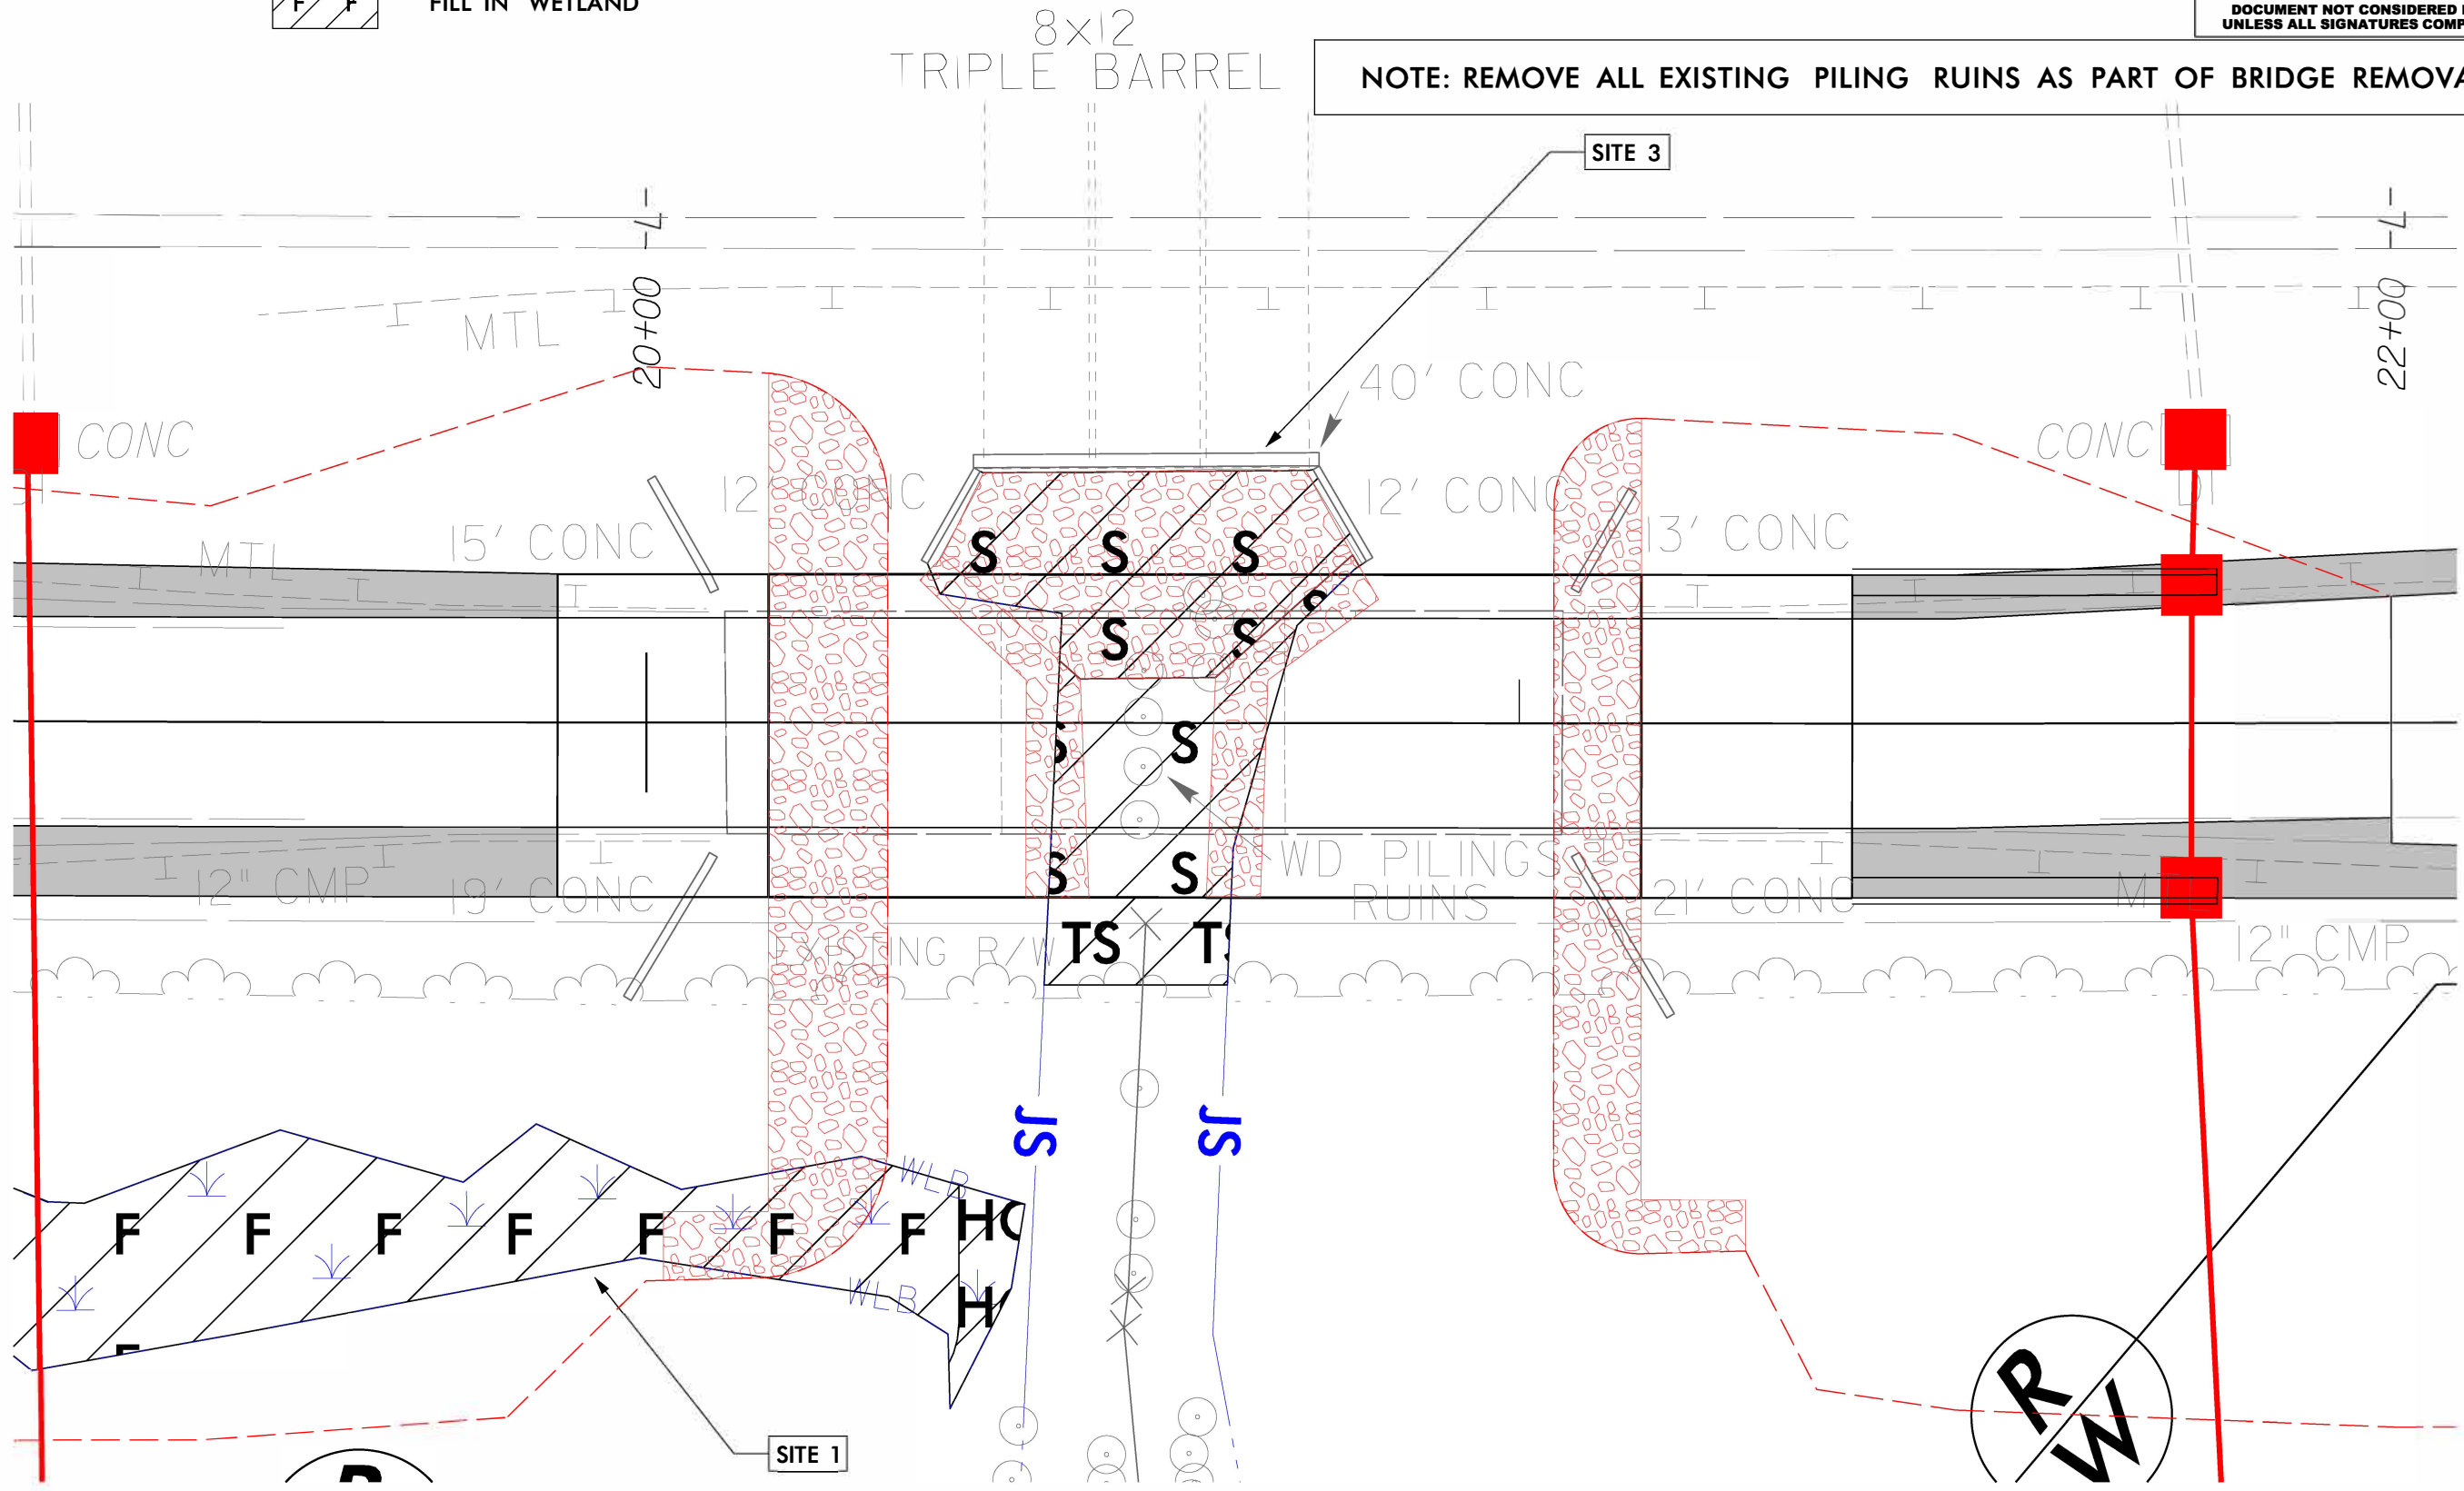 F F FILL IN WETLAND
DOCUMENT NOT CONSIDERED
UNLESS ALL SIGNATURES
8x12
TRIPLE BARREL
NOTE: REMOVE ALL EXISTING PILING RUINS AS PART OF BRIDGE
SITE 3
20+00 -L-
22+00 -L-
MTL
40' CONC
CONC
CONC
12' CONC
12' CONC
DI
15' CONC
13' CONC
MTL
S S S
S S S
S S
S S
WD PILINGS
RUINS
12" CMP
19' CONC
21' CONC
MTL
EXISTING R/W
TS TS
12" CMP
JS JS
WLB
F F F F F F F
WLB
F
SITE 1
R
W